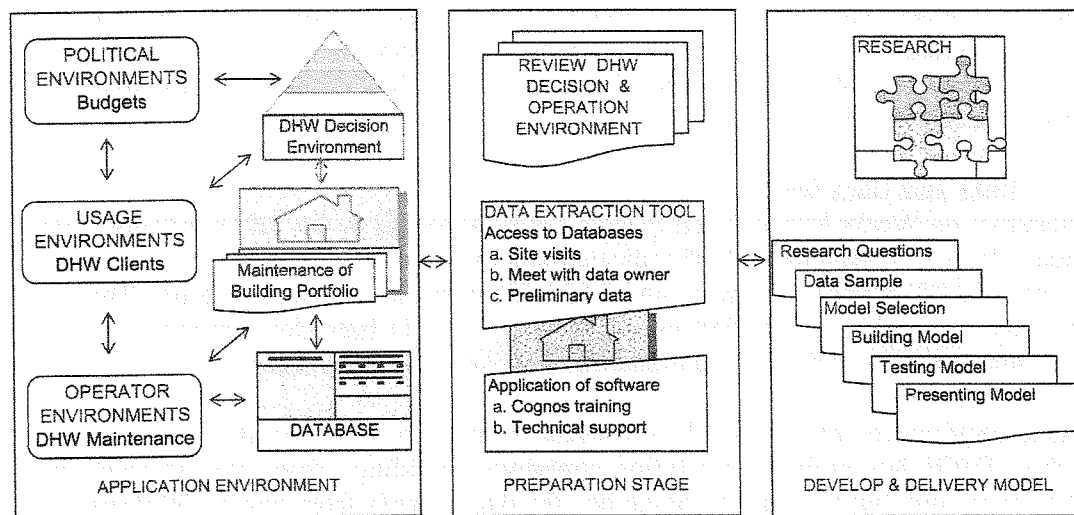 POLITICAL
ENVIRONMENTS
Budgets
DHW Decision
Environment
USAGE
ENVIRONMENTS
DHW Clients
Maintenance of
Building Portfolio
OPERATOR
ENVIRONMENTS
DHW Maintenance
DATABASE
APPLICATION ENVIRONMENT
REVIEW DHW
DECISION &
OPERATION
ENVIRONMENT
DATA EXTRACTION TOOL
Access to Databases
a. Site visits
b. Meet with data owner
c. Preliminary data
Application of software
a. Cognos training
b. Technical support
PREPARATION STAGE
RESEARCH
Research Questions
Data Sample
Model Selection
Building Model
Testing Model
Presenting Model
DEVELOP & DELIVERY MODEL